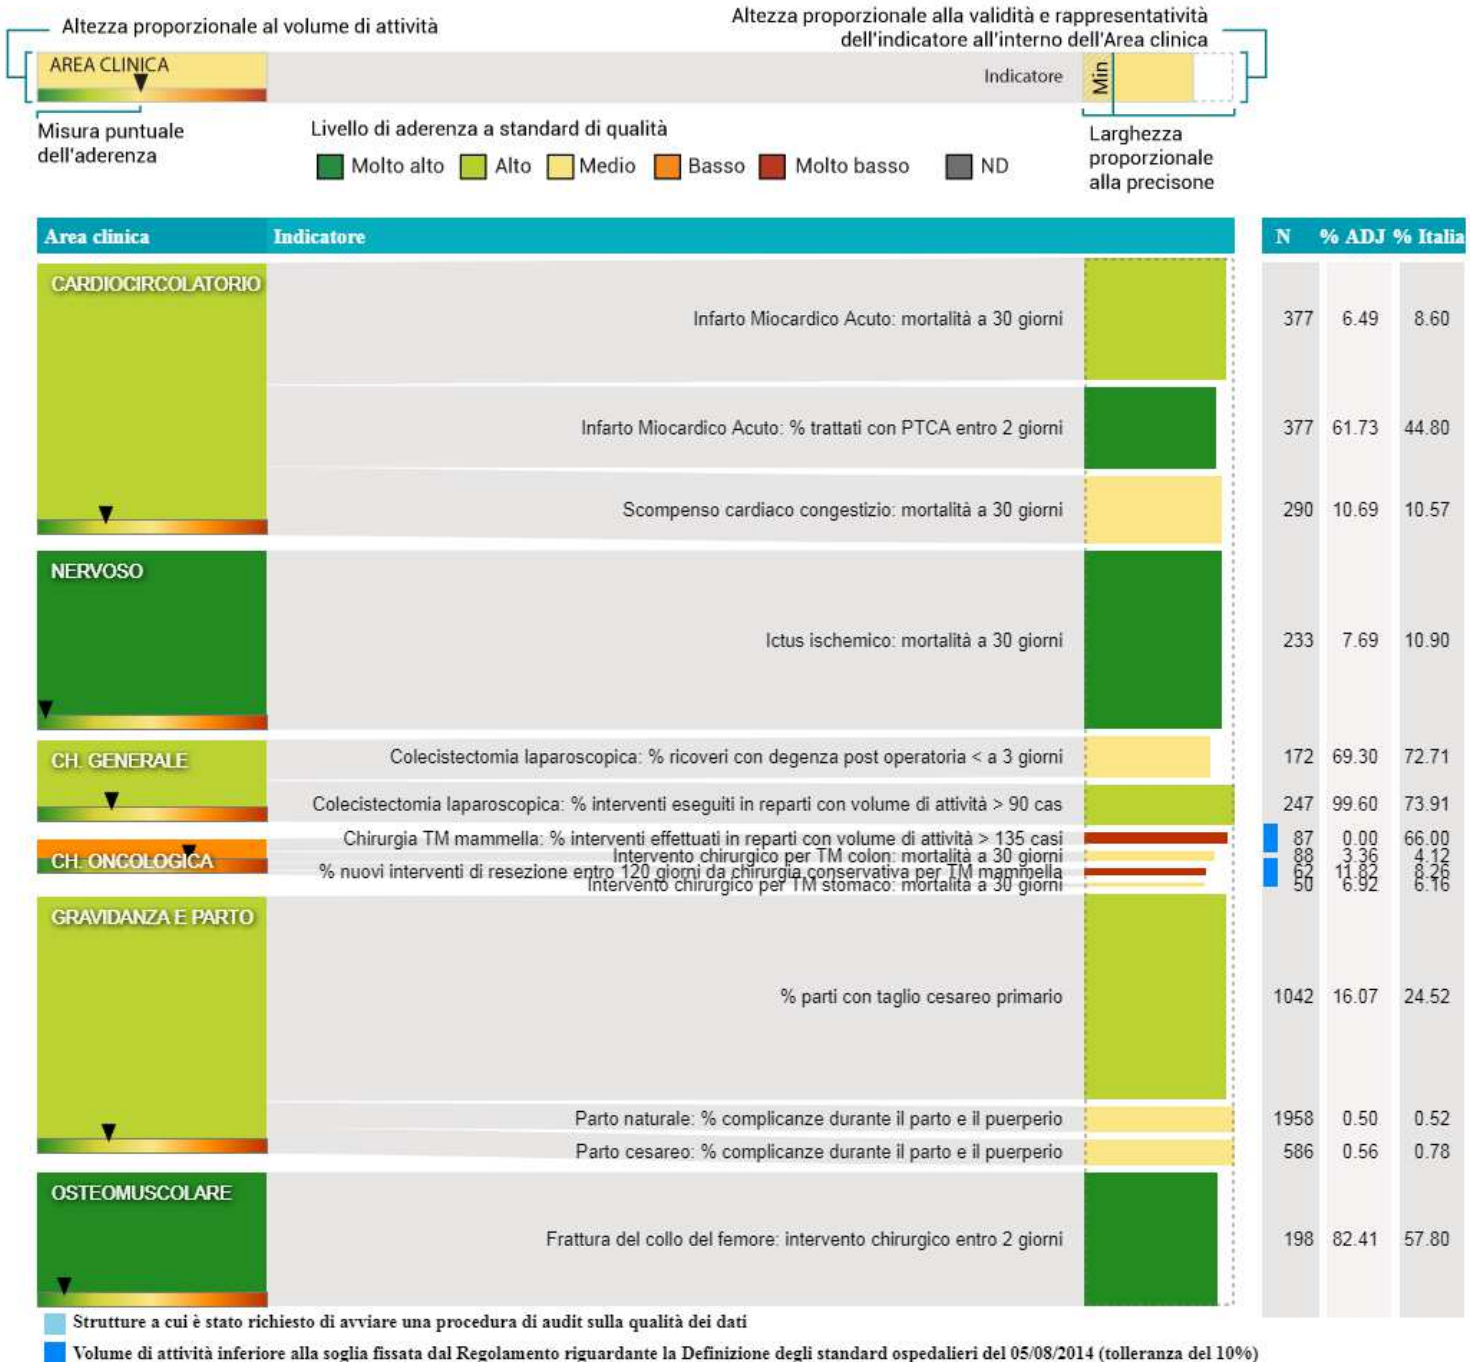 Altezza proporzionale al volume di attività
Altezza proporzionale alla validità e rappresentatività
dell'indicatore all'interno dell'Area clinica
AREA CLINICA
Indicatore
Min
Misura puntuale
dell'aderenza
Livello di aderenza a standard di qualità
Molto alto Alto Medio Basso Molto basso ND
Larghezza
proporzionale
alla precisone
Area clinica Indicatore N % ADJ % Italia
CARDIOCIRCOLATORIO
Infarto Miocardico Acuto: mortalità a 30 giorni 377 6.49 8.60
Infarto Miocardico Acuto: % trattati con PTCA entro 2 giorni 377 61.73 44.80
Scompenso cardiaco congestizio: mortalità a 30 giorni 290 10.69 10.57
NERVOSO
Ictus ischemico: mortalità a 30 giorni 233 7.69 10.90
CH. GENERALE
Colecistectomia laparoscopica: % ricoveri con degenza post operatoria < a 3 giorni 172 69.30 72.71
Colecistectomia laparoscopica: % interventi eseguiti in reparti con volume di attività > 90 cas 247 99.60 73.91
CH. ONCOLOGICA
Chirurgia TM mammella: % interventi effettuati in reparti con volume di attività > 135 casi 87 0.00 66.00
Intervento chirurgico per TM colon: mortalità a 30 giorni 88 3.36 4.12
% nuovi interventi di resezione entro 120 giorni da chirurgia conservativa per TM mammella 62 11.82 8.26
Intervento chirurgico per TM stomaco: mortalità a 30 giorni 50 6.92 6.16
GRAVIDANZA E PARTO
% parti con taglio cesareo primario 1042 16.07 24.52
Parto naturale: % complicanze durante il parto e il puerperio 1958 0.50 0.52
Parto cesareo: % complicanze durante il parto e il puerperio 586 0.56 0.78
OSTEOMUSCOLARE
Frattura del collo del femore: intervento chirurgico entro 2 giorni 198 82.41 57.80
Strutture a cui è stato richiesto di avviare una procedura di audit sulla qualità dei dati
Volume di attività inferiore alla soglia fissata dal Regolamento riguardante la Definizione degli standard ospedalieri del 05/08/2014 (tolleranza del 10%)